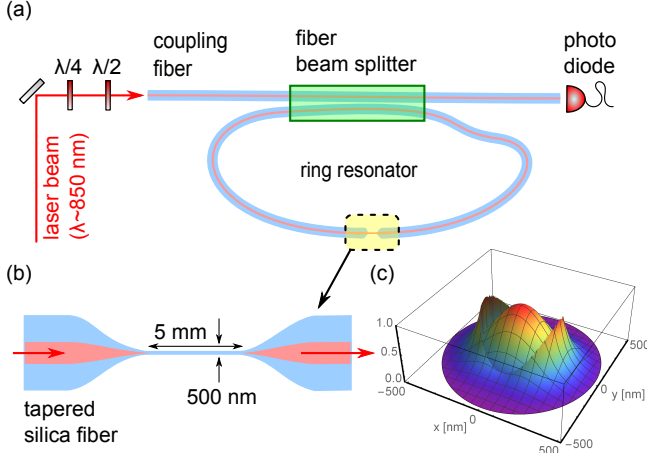 (a)
coupling
fiber
fiber
beam splitter
photo
diode
λ/4
λ/2
laser beam
(λ~850 nm)
ring resonator
(b)
5 mm
500 nm
tapered
silica fiber
(c)
1.0
0.5
0.0
−500
0
500
x [nm]
−500
0
500
y [nm]